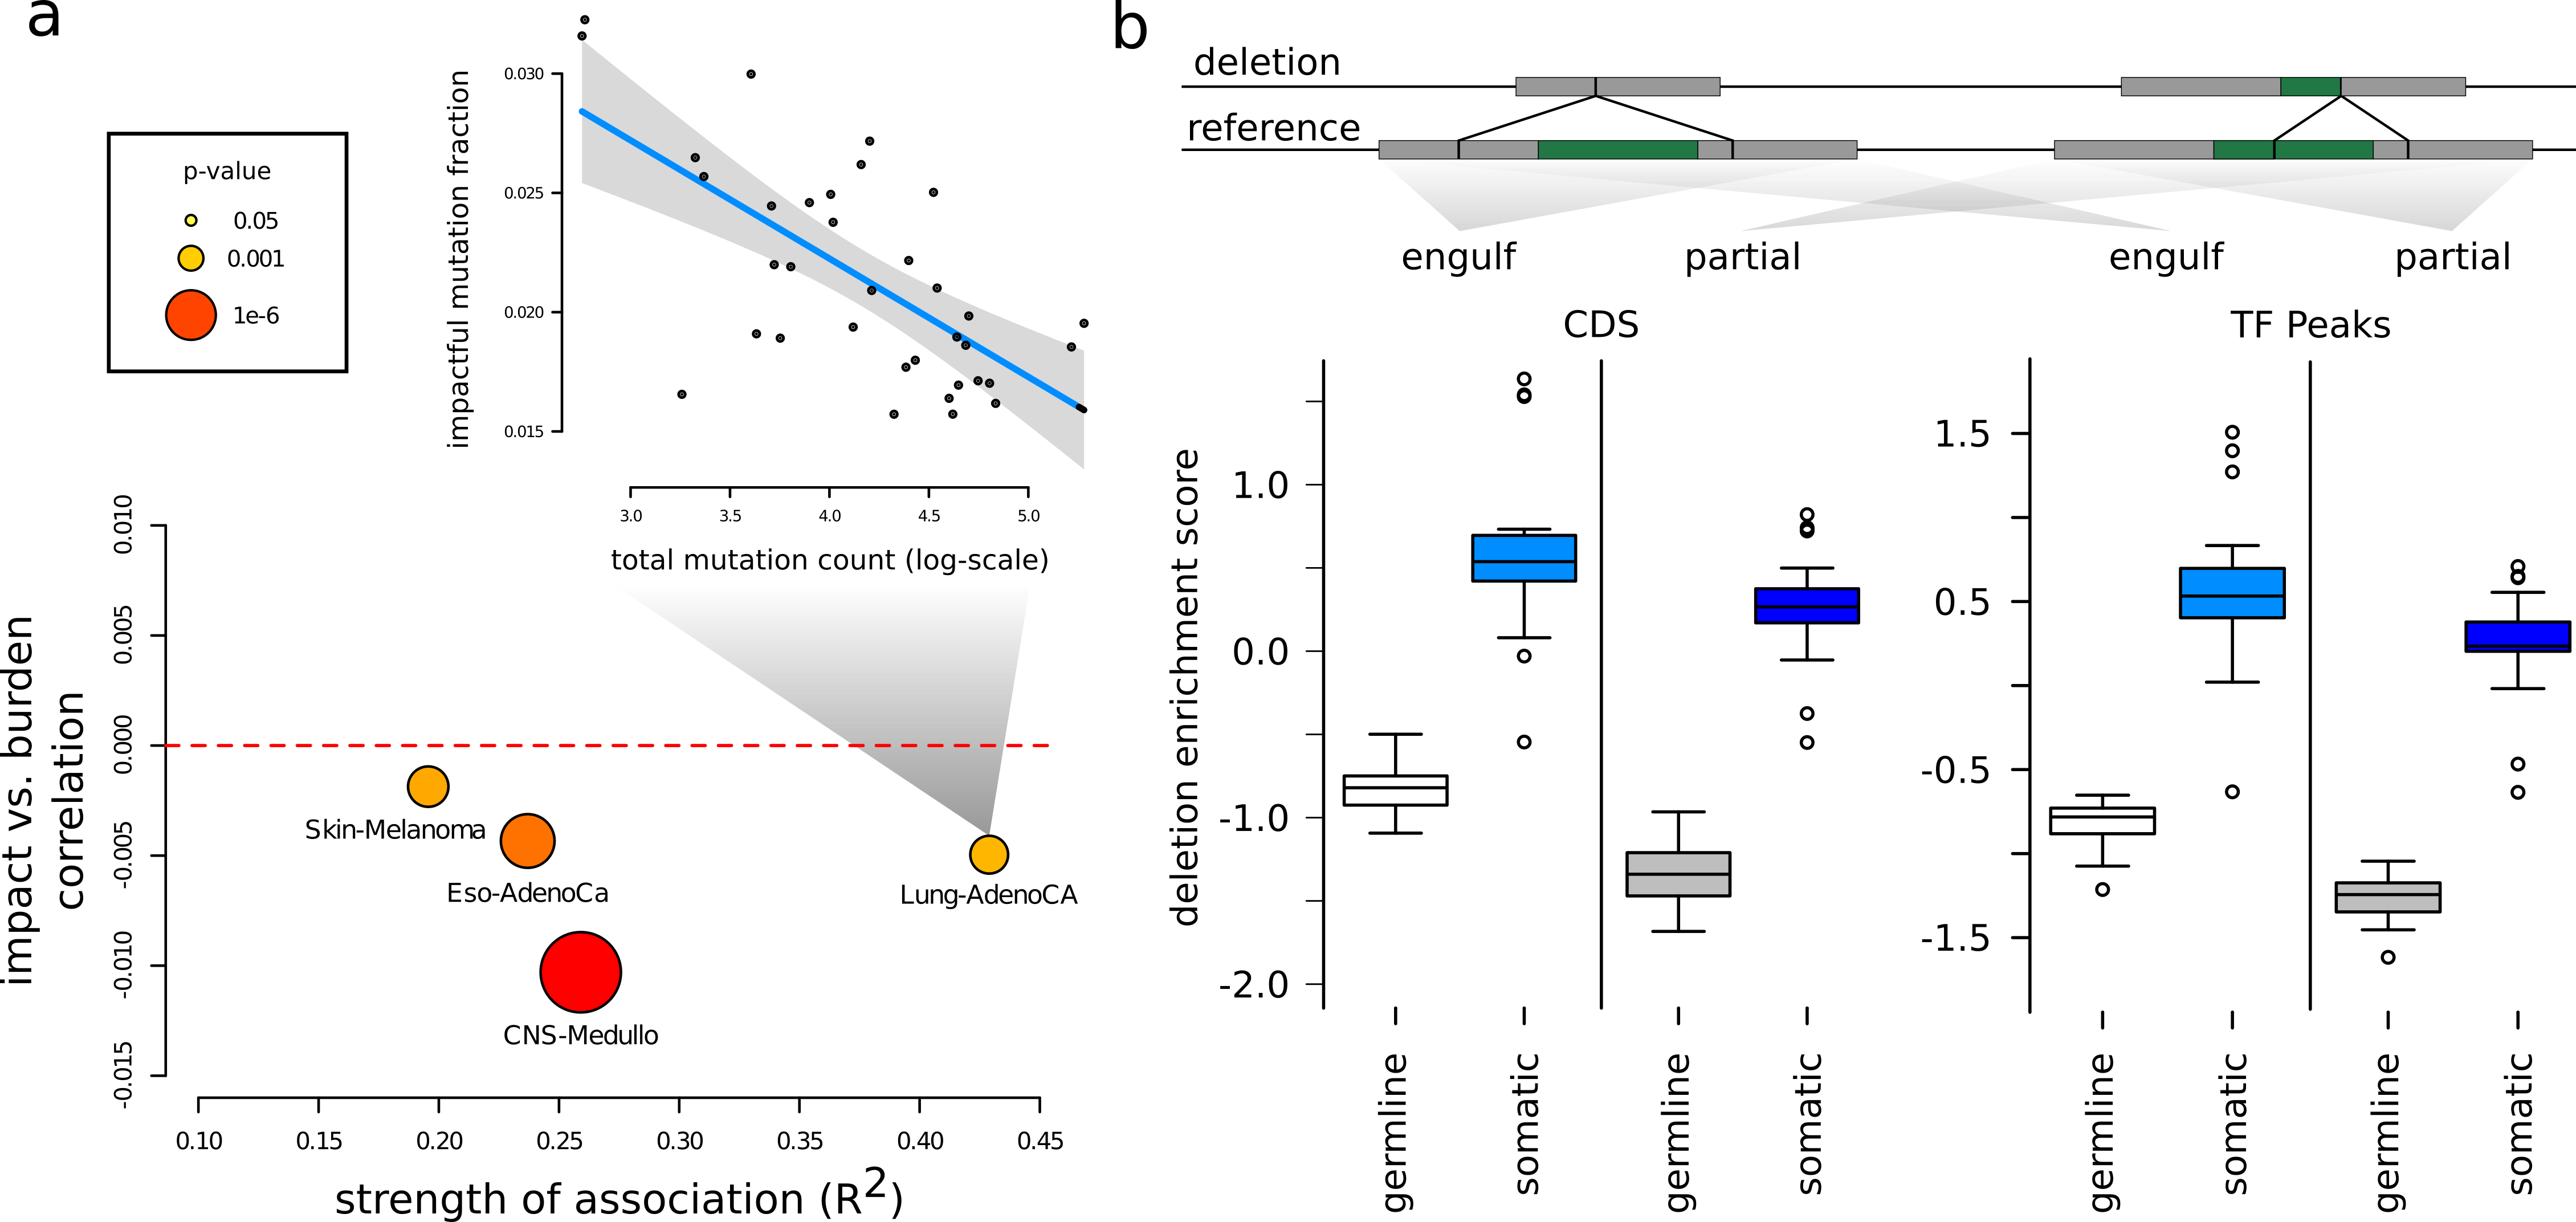 a
p-value
0.05
0.001
1e-6
impactful mutation fraction
0.030
0.025
0.020
0.015
3.0 3.5 4.0 4.5 5.0
total mutation count (log-scale)
impact vs. burden
correlation
0.010
0.005
0.000
-0.005
-0.010
-0.015
Skin-Melanoma
Eso-AdenoCa
Lung-AdenoCA
CNS-Medullo
0.10 0.15 0.20 0.25 0.30 0.35 0.40 0.45
strength of association (R²)
b
deletion
reference
engulf partial engulf partial
CDS TF Peaks
deletion enrichment score
1.0
0.0
-1.0
-2.0
1.5
0.5
-0.5
-1.5
germline somatic germline somatic germline somatic germline somatic